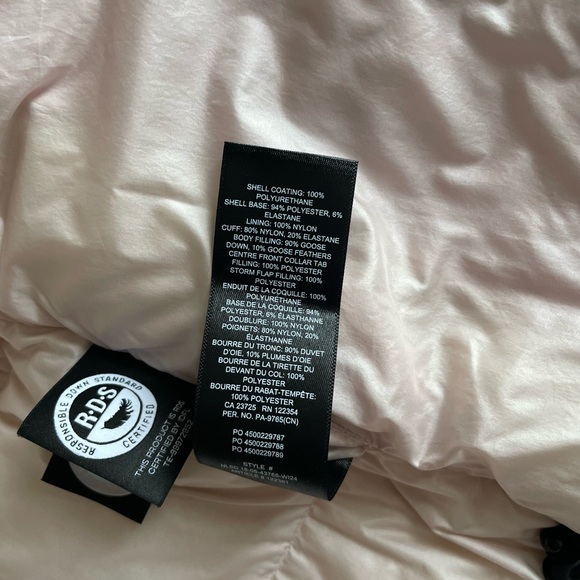 SHELL COATING: 100%
POLYURETHANE
SHELL BASE: 94% POLYESTER, 6%
ELASTANE
LINING: 100% NYLON
CUFF: 80% NYLON, 20% ELASTANE
BODY FILLING: 90% GOOSE
DOWN, 10% GOOSE FEATHERS
CENTRE FRONT COLLAR TAB
FILLING: 100% POLYESTER
STORM FLAP FILLING: 100%
POLYESTER
ENDUIT DE LA COQUILLE: 100%
POLYURÉTHANE
BASE DE LA COQUILLE: 94%
POLYESTER, 6% ÉLASTHANNE
DOUBLURE: 100% NYLON
POIGNETS: 80% NYLON, 20%
ÉLASTHANNE
BOURRE DU TRONC: 90% DUVET
D'OIE, 10% PLUMES D'OIE
BOURRE DE LA TIRETTE DU
DEVANT DU COL: 100%
POLYESTER
BOURRE DU RABAT-TEMPÊTE:
100% POLYESTER
CA 23725 RN 122354
PER. NO. PA-9765(CN)
PO 4500229787
PO 4500229788
PO 4500229789
STYLE #
RESPONSIBLE DOWN STANDARD
R·D·S
CERTIFIED
THIS PRODUCT IS RDS
CERTIFIED BY